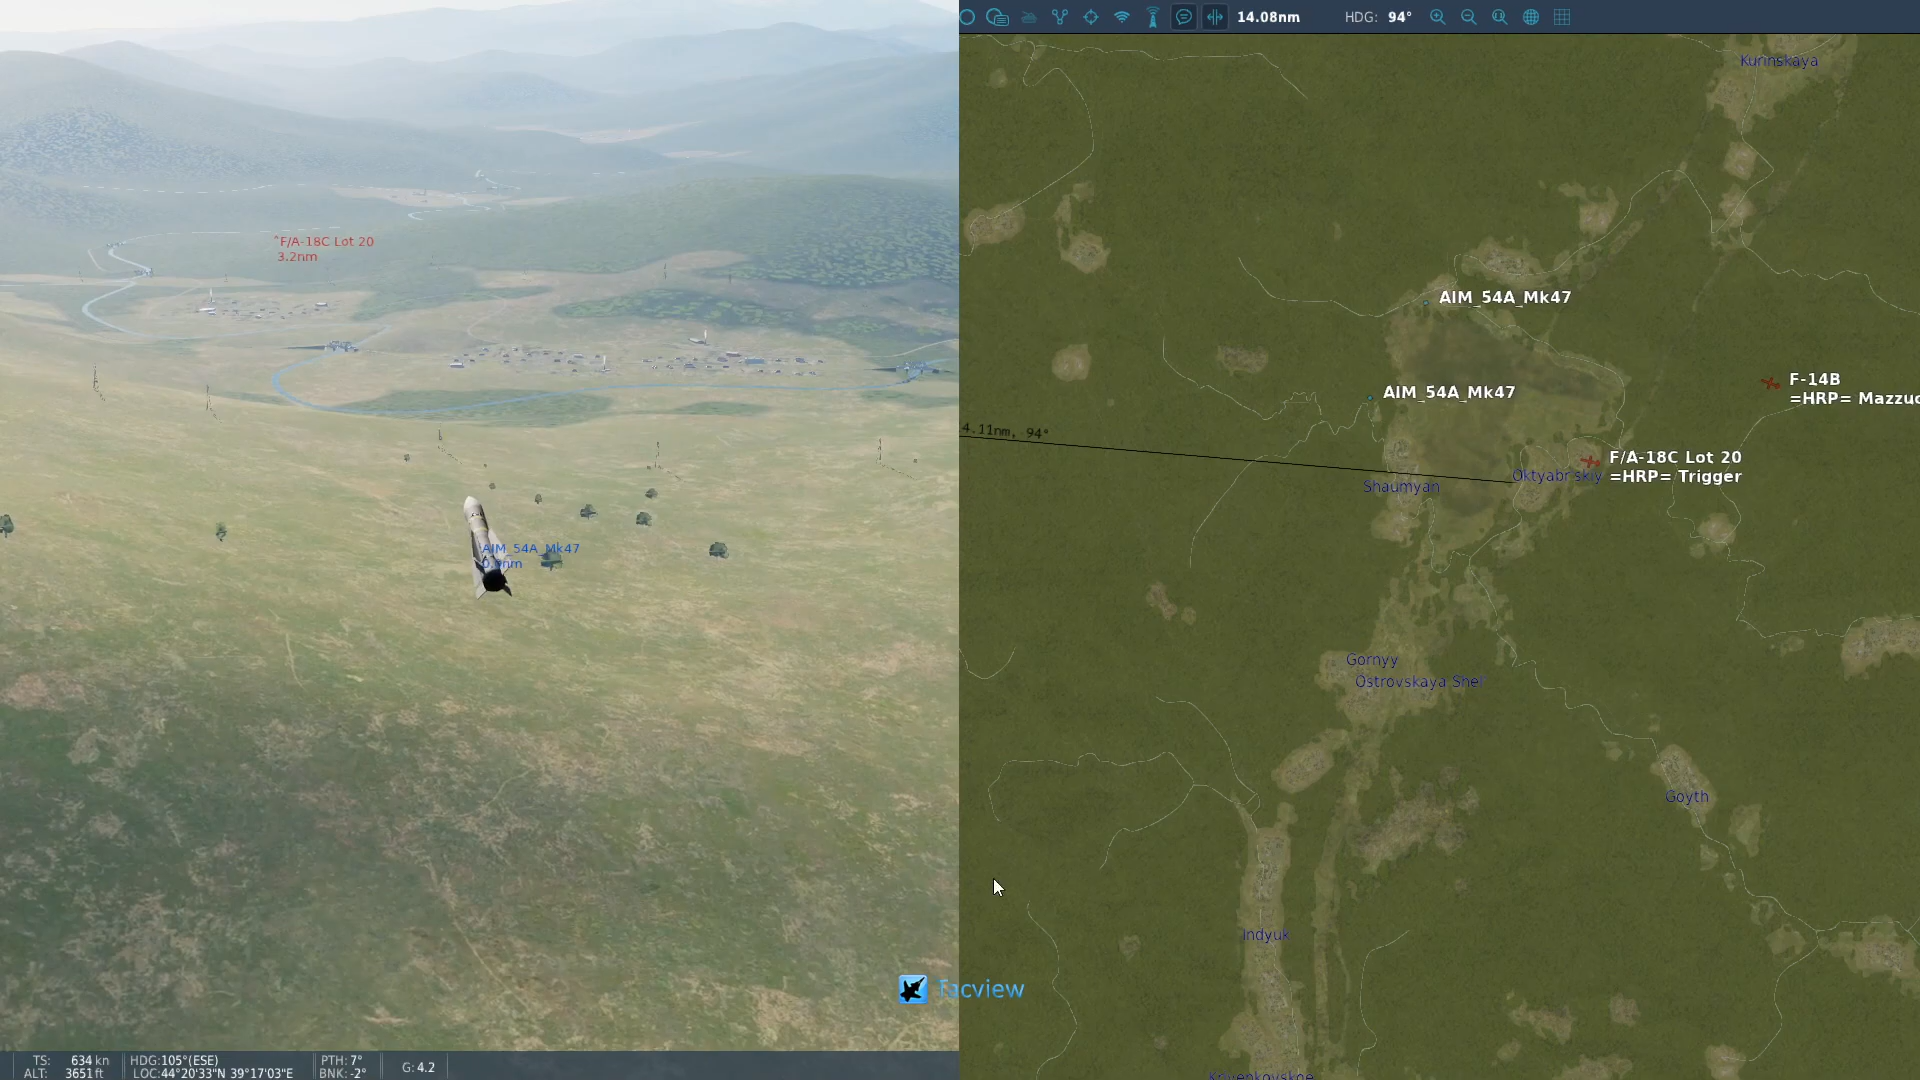 F/A-18C Lot 20
3.2nm
AIM_54A_Mk47
TS: 634 kn
ALT: 3651 ft
HDG: 105° (ESE)
LOC: 44°20'33"N 39°17'03"E
PTH: 7°
BNK: -2°
G: 4.2
Tacview
14.08nm HDG: 94°
Kurinskaya
AIM_54A_Mk47
AIM_54A_Mk47
F-14B
=HRP= Mazzuc
4.11nm, 94°
F/A-18C Lot 20
=HRP= Trigger
Oktyabr'skiy
Shaumyan
Gornyy
Ostrovskaya Shel'
Goyth
Indyuk
Krivenkovskoe